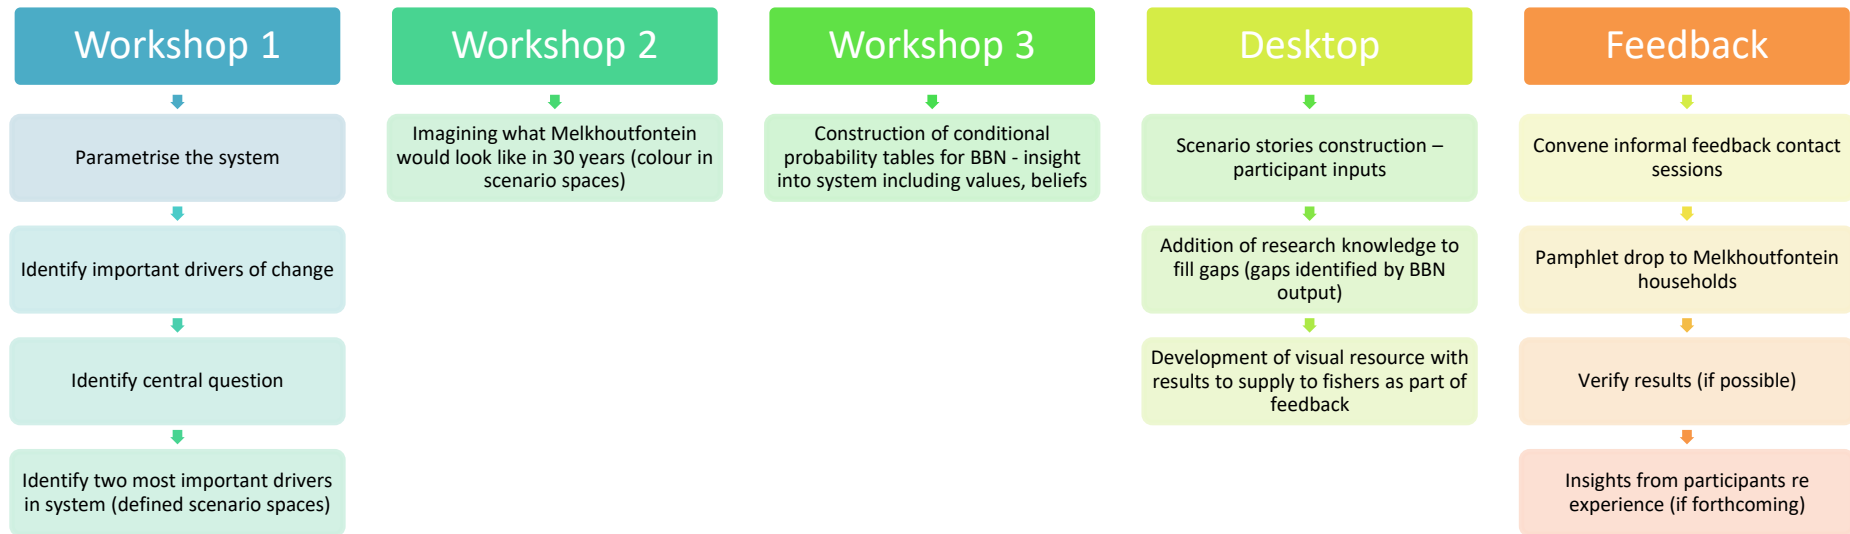 Workshop 1
Parametrise the system
Identify important drivers of change
Identify central question
Identify two most important drivers
in system (defined scenario spaces)
Workshop 2
Imagining what Melkhoutfontein
would look like in 30 years (colour in
scenario spaces)
Workshop 3
Construction of conditional
probability tables for BBN - insight
into system including values, beliefs
Desktop
Scenario stories construction –
participant inputs
Addition of research knowledge to
fill gaps (gaps identified by BBN
output)
Development of visual resource with
results to supply to fishers as part of
feedback
Feedback
Convene informal feedback contact
sessions
Pamphlet drop to Melkhoutfontein
households
Verify results (if possible)
Insights from participants re
experience (if forthcoming)